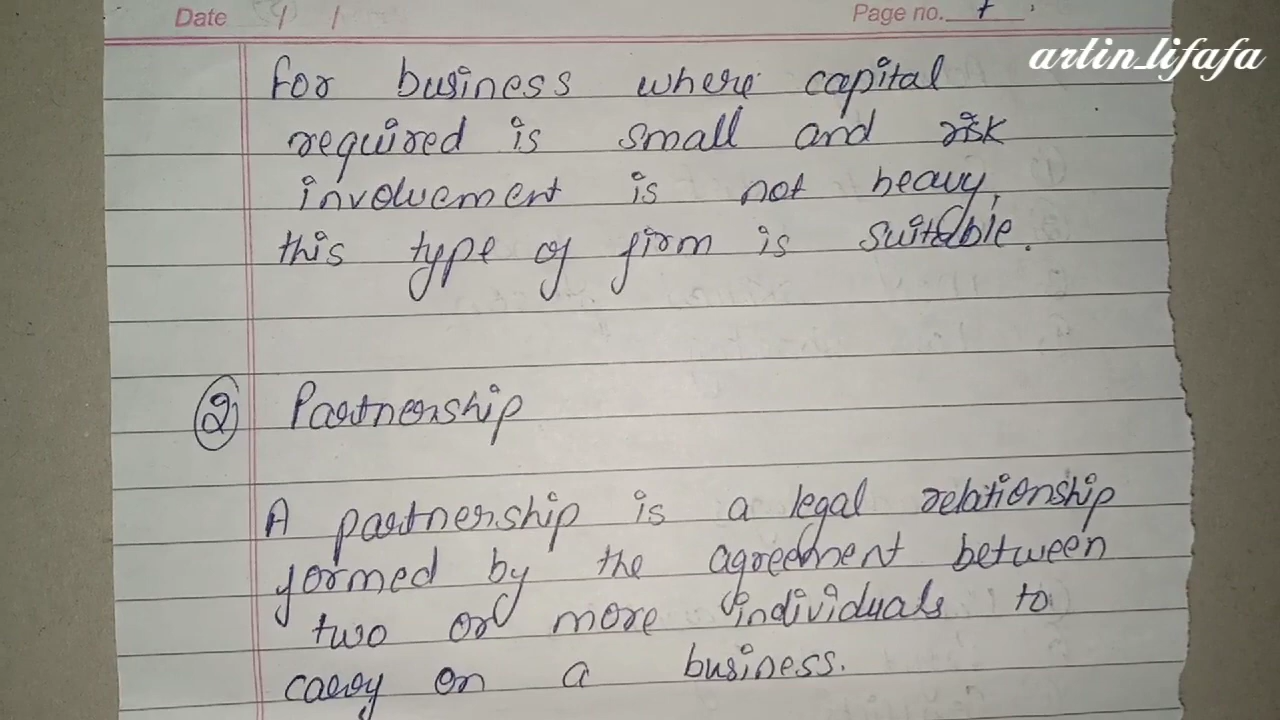 Date / /
Page no. 7
artin_lifafa
For business where capital
required is small and risk
involvement is not heavy,
this type of firm is suitable.
2 Partnership
A partnership is a legal relationship
formed by the agreement between
two or more individuals to
carry on a business.